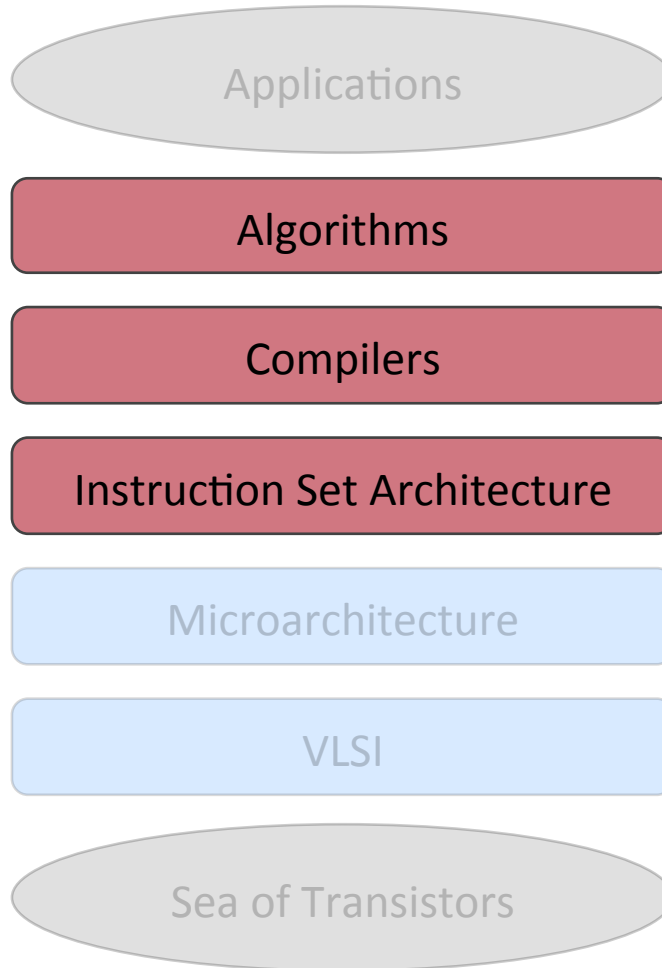 Applications
Algorithms
Compilers
Instruction Set Architecture
Microarchitecture
VLSI
Sea of Transistors